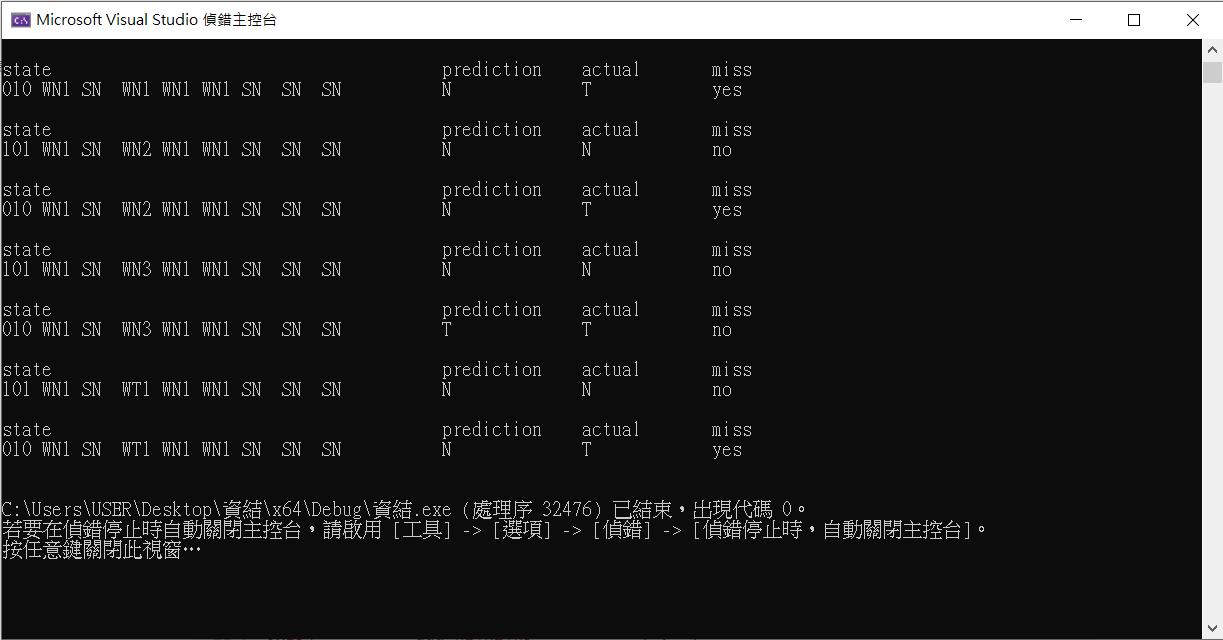 Microsoft Visual Studio 偵錯主控台
state prediction actual miss
010 WN1 SN WN1 WN1 WN1 SN SN SN N T yes
state prediction actual miss
101 WN1 SN WN2 WN1 WN1 SN SN SN N N no
state prediction actual miss
010 WN1 SN WN2 WN1 WN1 SN SN SN N T yes
state prediction actual miss
101 WN1 SN WN3 WN1 WN1 SN SN SN N N no
state prediction actual miss
010 WN1 SN WN3 WN1 WN1 SN SN SN T T no
state prediction actual miss
101 WN1 SN WT1 WN1 WN1 SN SN SN N N no
state prediction actual miss
010 WN1 SN WT1 WN1 WN1 SN SN SN N T yes
C:\Users\USER\Desktop\資結\x64\Debug\資結.exe (處理序 32476) 已結束，出現代碼 0。
若要在偵錯停止時自動關閉主控台，請啟用 [工具] -> [選項] -> [偵錯] -> [偵錯停止時，自動關閉主控台]。
按任意鍵關閉此視窗…